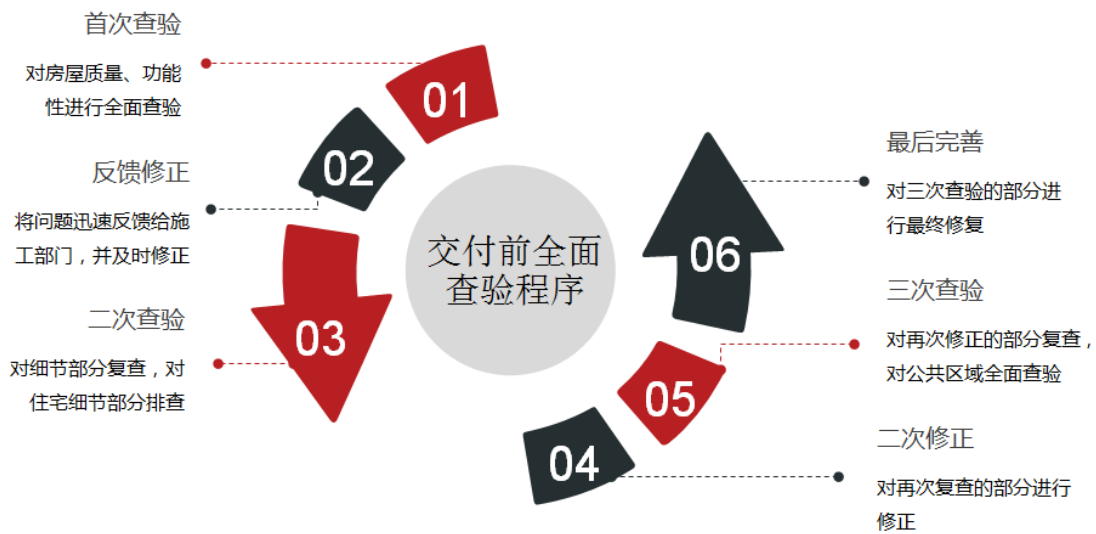 首次查验
对房屋质量、功能
性进行全面查验
01
反馈修正
将问题迅速反馈给施
工部门，并及时修正
02
二次查验
对细节部分复查，对
住宅细节部分排查
03
交付前全面
查验程序
04
二次修正
对再次复查的部分进行
修正
05
三次查验
对再次修正的部分复查，
对公共区域全面查验
06
最后完善
对三次查验的部分进
行最终修复